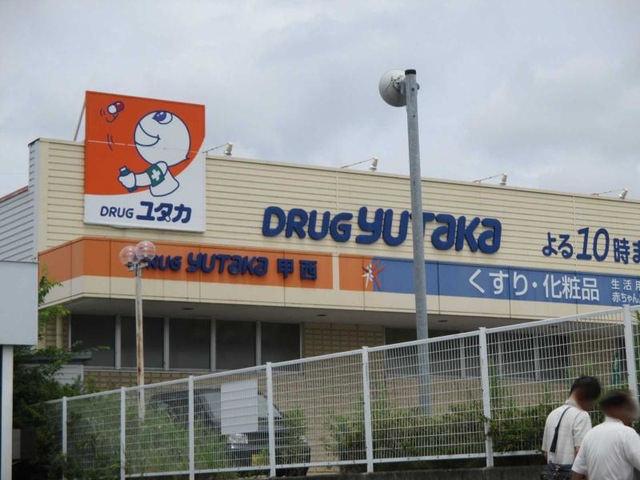 DRUG ユタカ
DRUG YUTAKA
よる10時ま
DRUG YUTAKA 甲西
くすり・化粧品
生活用
赤ちゃん